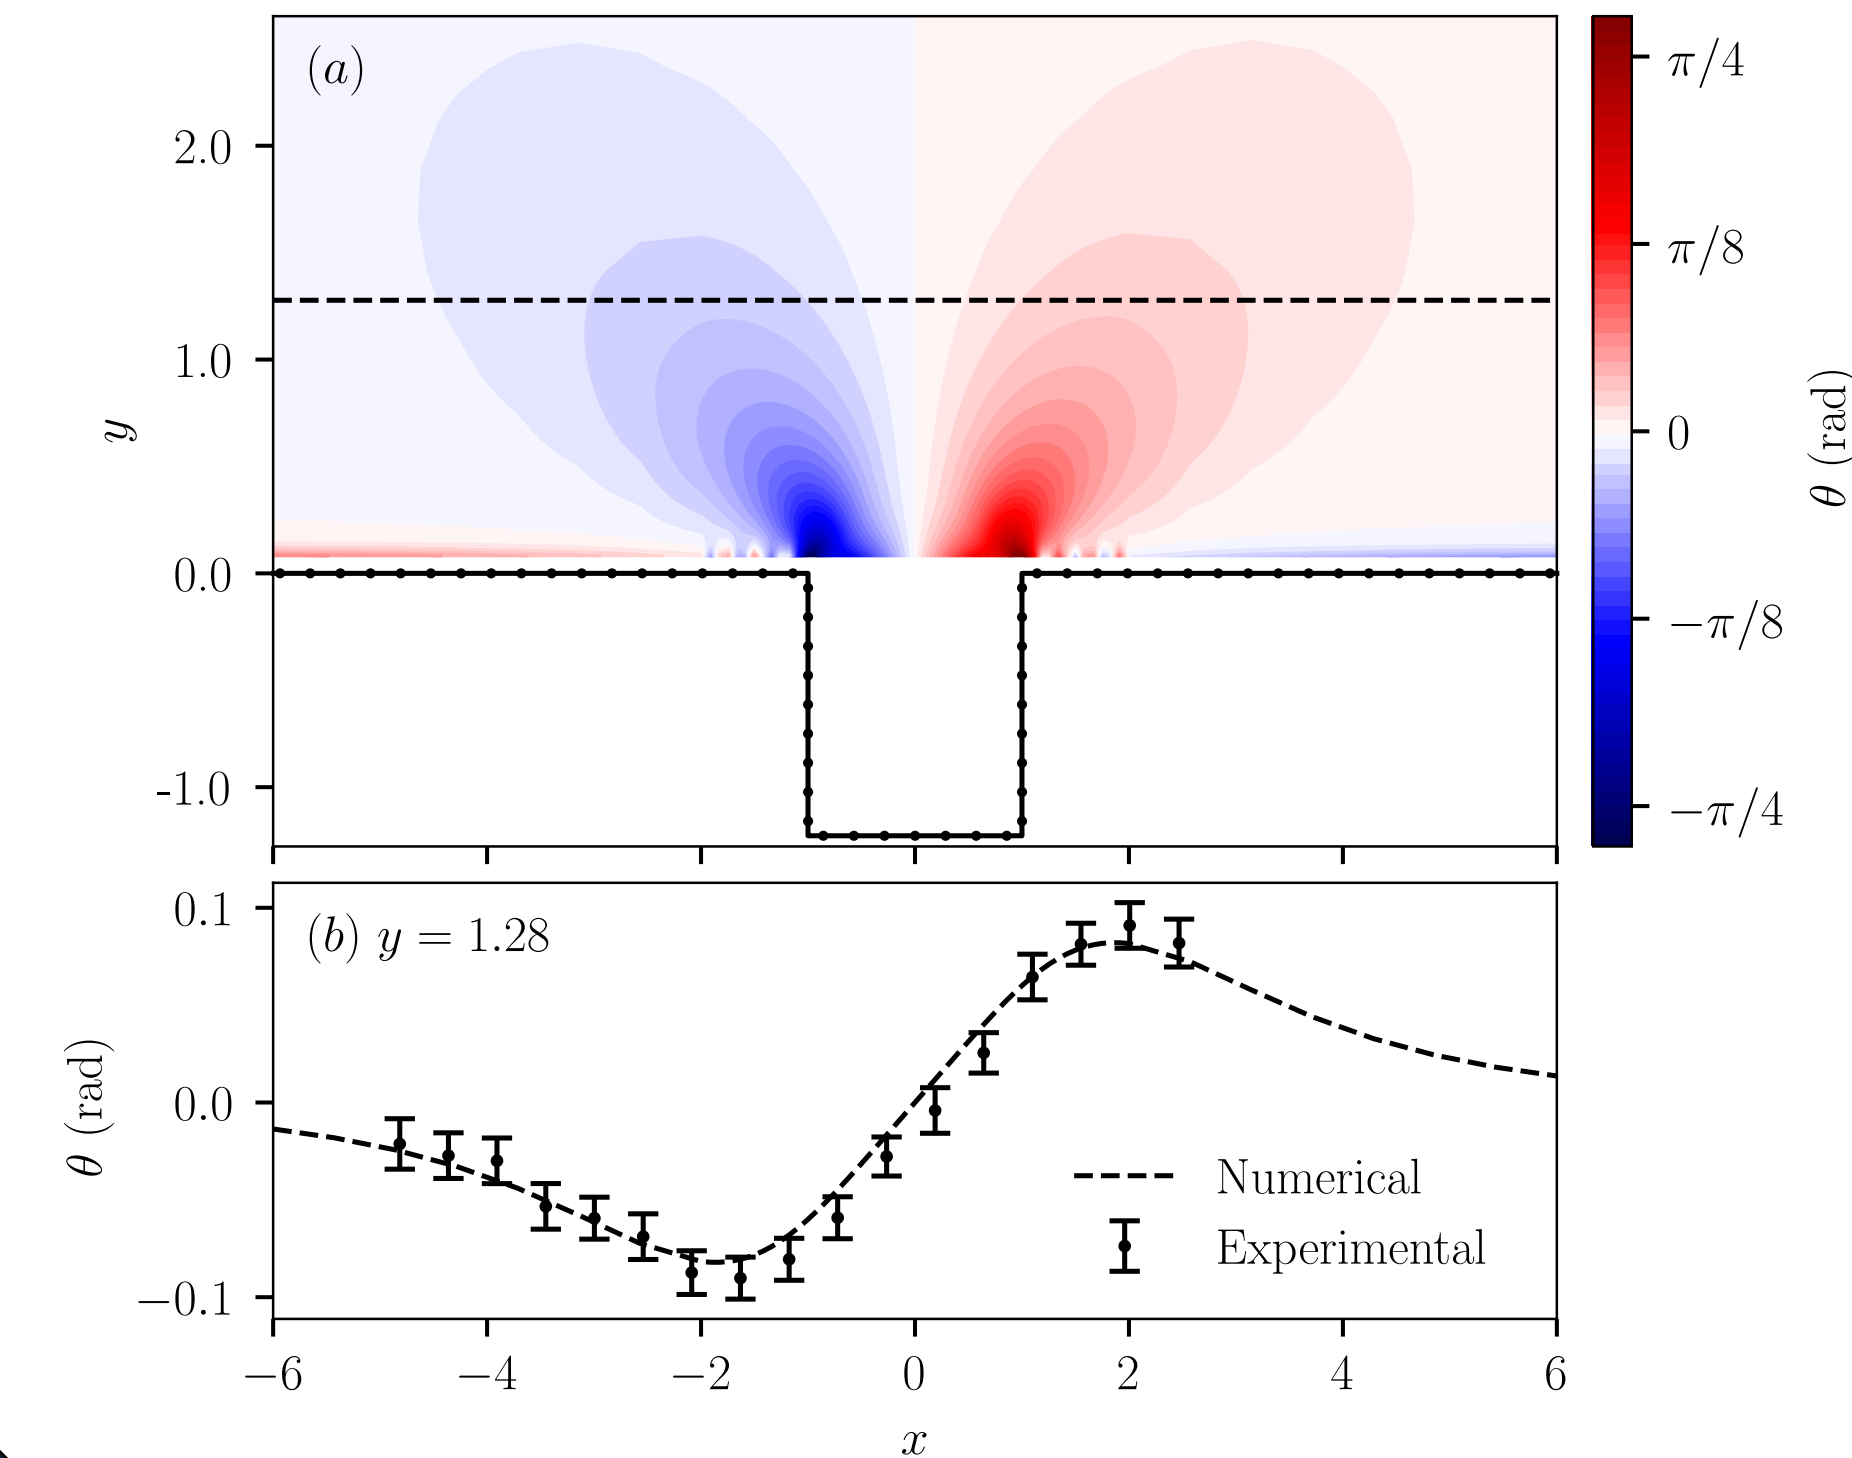 (a)
2.0
1.0
0.0
-1.0
y
π/4
π/8
0
−π/8
−π/4
θ (rad)
(b) y = 1.28
0.1
0.0
−0.1
θ (rad)
Numerical
Experimental
−6 −4 −2 0 2 4 6
x